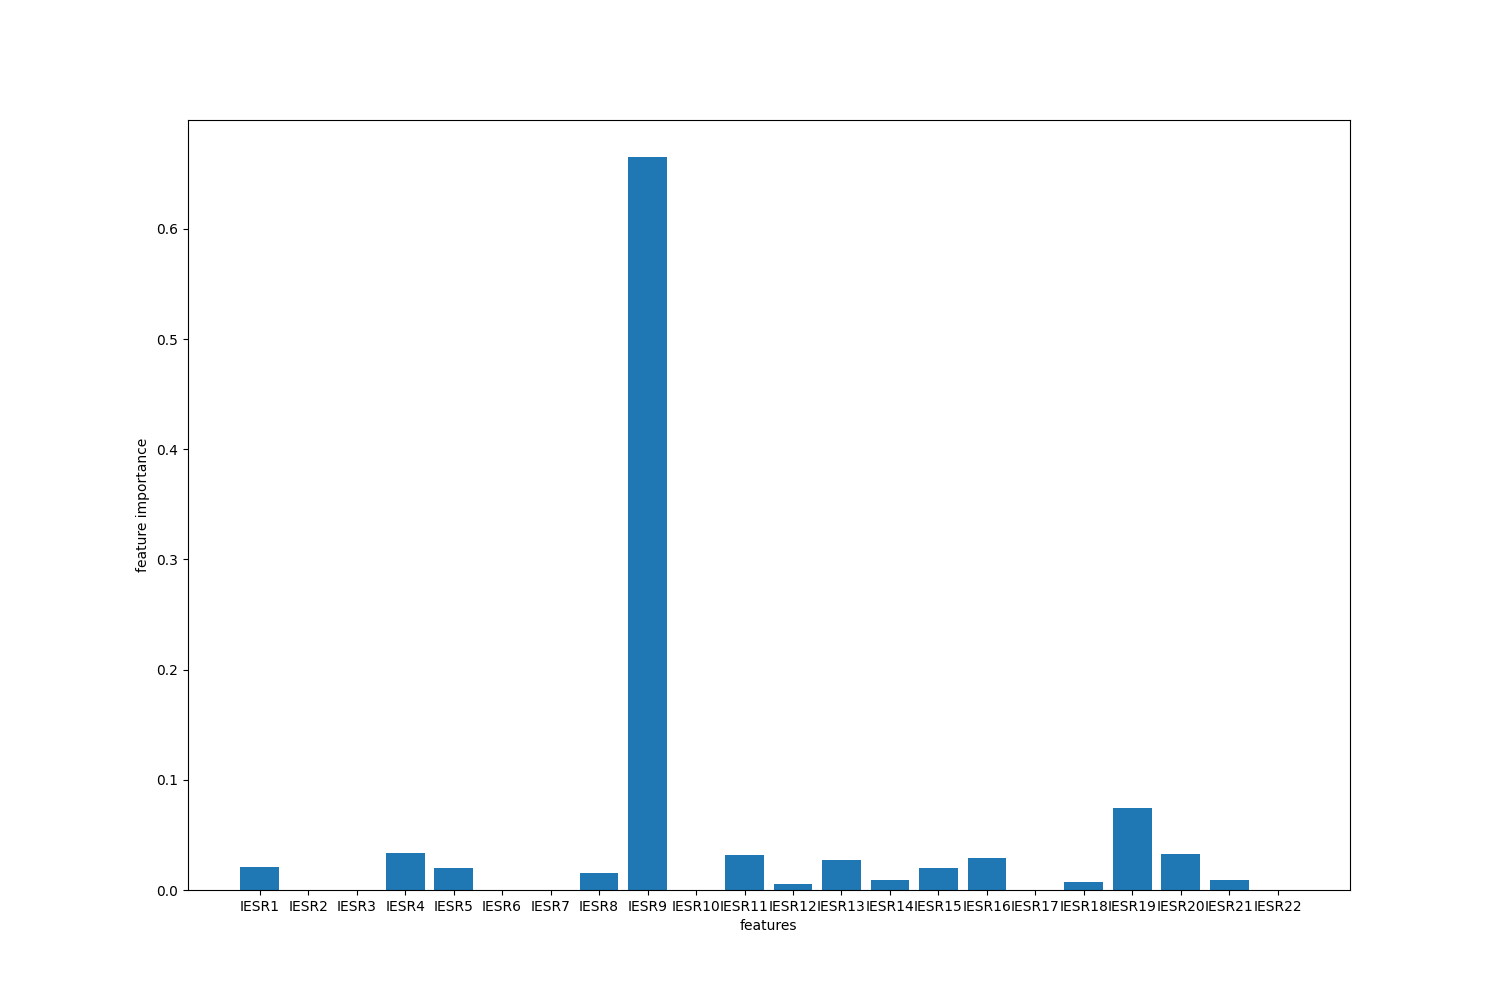 0.6
0.5
0.4
0.3
0.2
0.1
0.0
feature importance
IESR1 IESR2 IESR3 IESR4 IESR5 IESR6 IESR7 IESR8 IESR9 IESR10 IESR11 IESR12 IESR13 IESR14 IESR15 IESR16 IESR17 IESR18 IESR19 IESR20 IESR21 IESR22
features